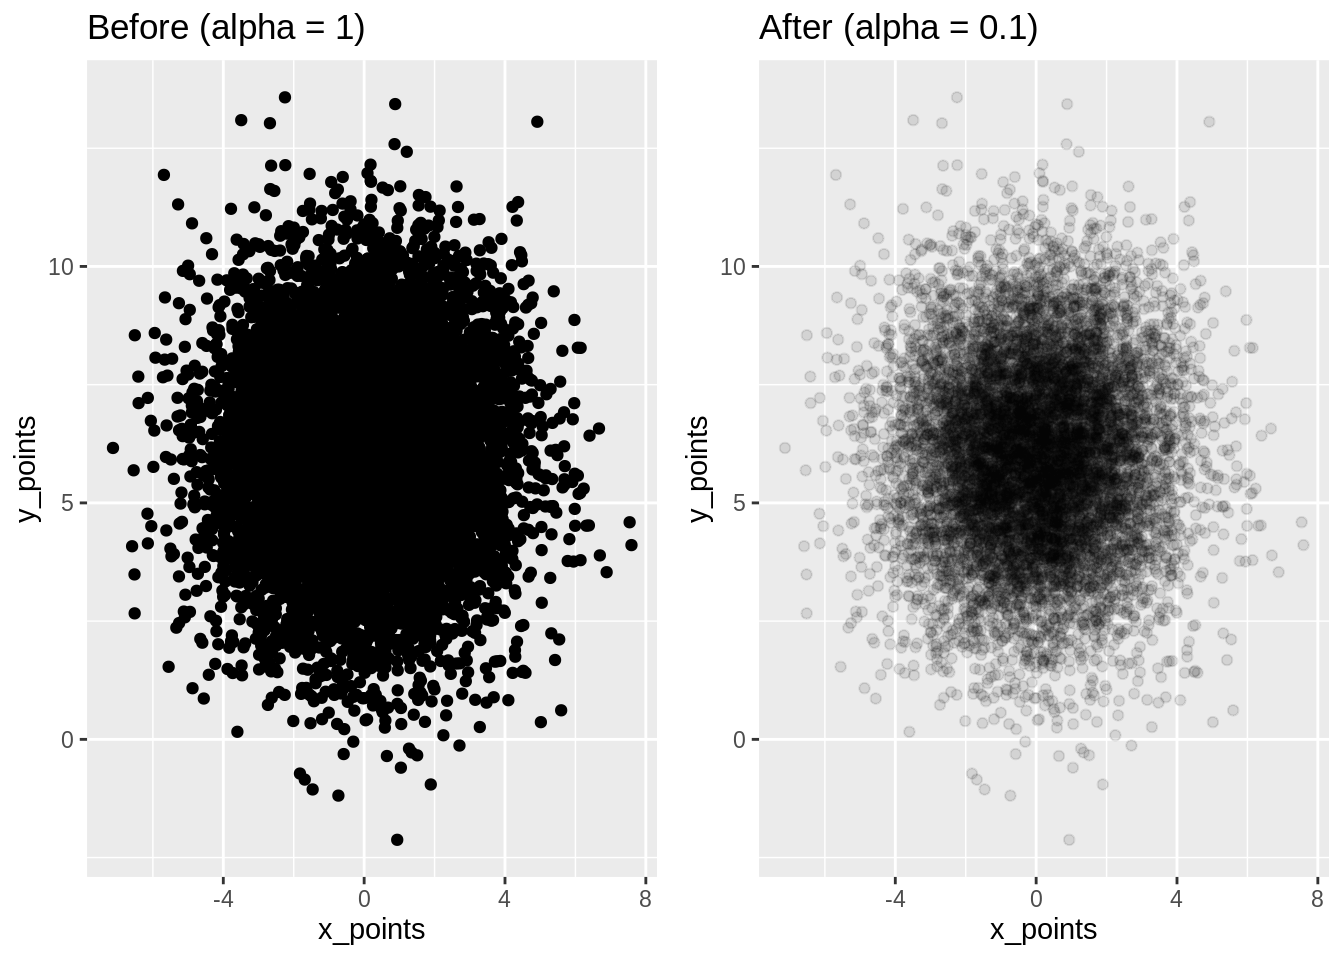 Before (alpha = 1)
10
5
0
-4
0
4
8
x_points
y_points
After (alpha = 0.1)
10
5
0
-4
0
4
8
x_points
y_points